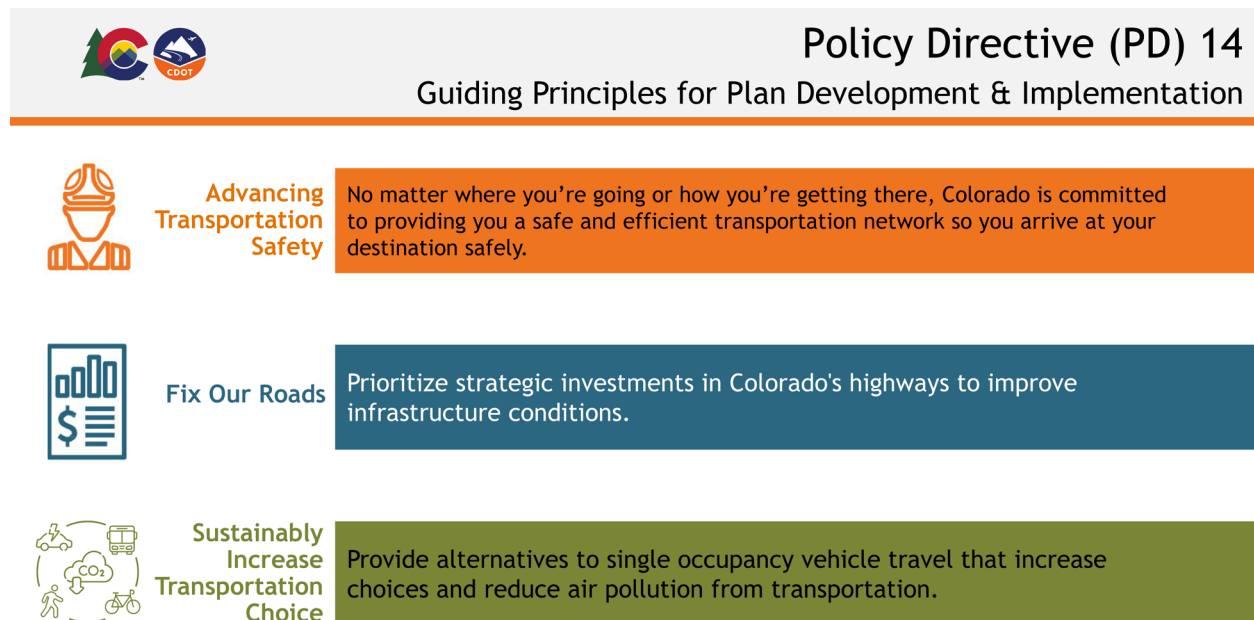 CDOT
TM
Policy Directive (PD) 14
Guiding Principles for Plan Development & Implementation
Advancing
Transportation
Safety
No matter where you’re going or how you’re getting there, Colorado is committed
to providing you a safe and efficient transportation network so you arrive at your
destination safely.
$
Fix Our Roads
Prioritize strategic investments in Colorado's highways to improve
infrastructure conditions.
CO₂
Sustainably
Increase
Transportation
Choice
Provide alternatives to single occupancy vehicle travel that increase
choices and reduce air pollution from transportation.